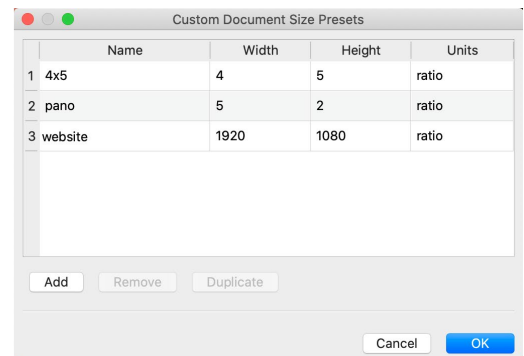 Custom Document Size Presets
Name Width Height Units
1 4x5 4 5 ratio
2 pano 5 2 ratio
3 website 1920 1080 ratio
Add Remove Duplicate
Cancel OK